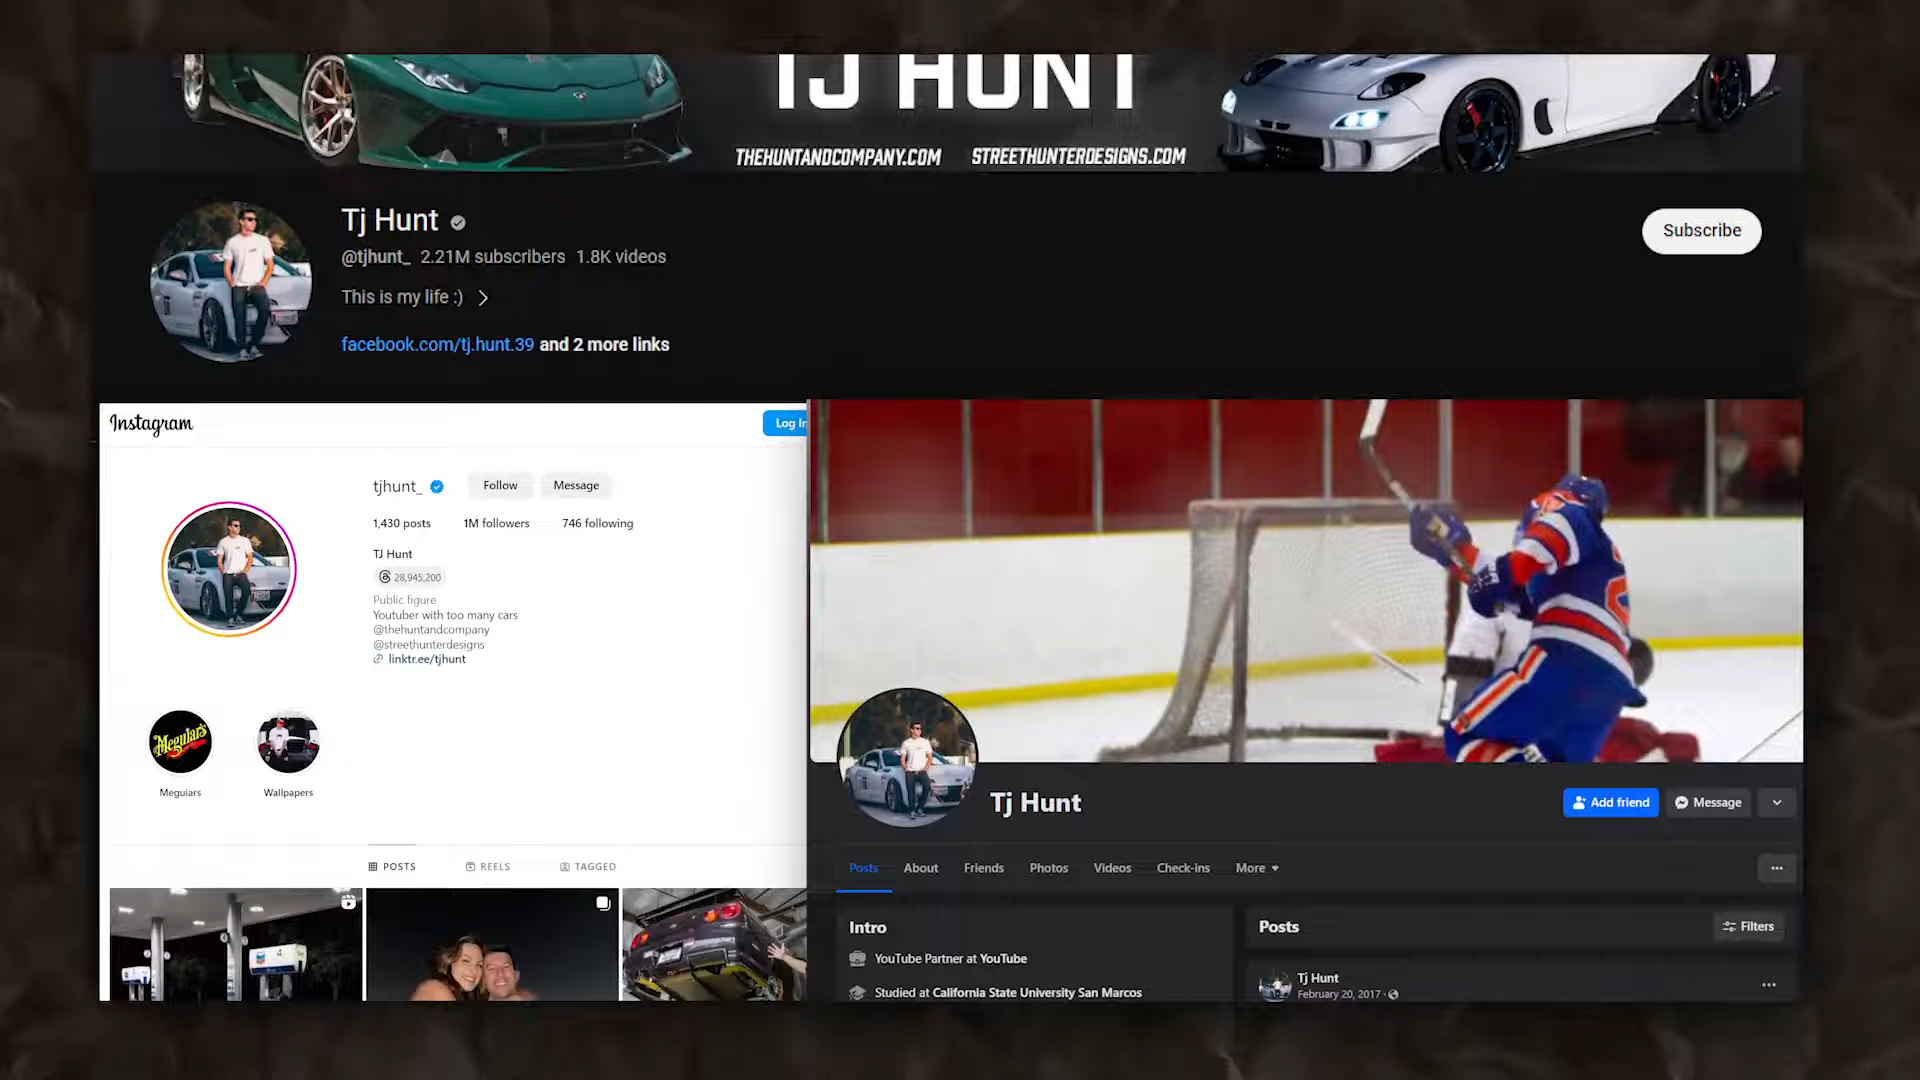 TJ HUNT
THEHUNTANDCOMPANY.COM STREETHUNTERDESIGNS.COM
Tj Hunt
@tjhunt_ 2.21M subscribers 1.8K videos
This is my life :)
Subscribe
facebook.com/tj.hunt.39 and 2 more links
Instagram
Log In
tjhunt_ Follow Message
1,430 posts 1M followers 746 following
TJ Hunt
28,945,200
Public figure
Youtuber with too many cars
@thehuntandcompany
@streethunterdesigns
linktr.ee/tjhunt
Meguiar's
Meguiars Wallpapers
POSTS REELS TAGGED
4
Tj Hunt
Add friend Message
Posts About Friends Photos Videos Check-ins More
Intro
YouTube Partner at YouTube
Studied at California State University San Marcos
Posts Filters
Tj Hunt
February 20, 2017